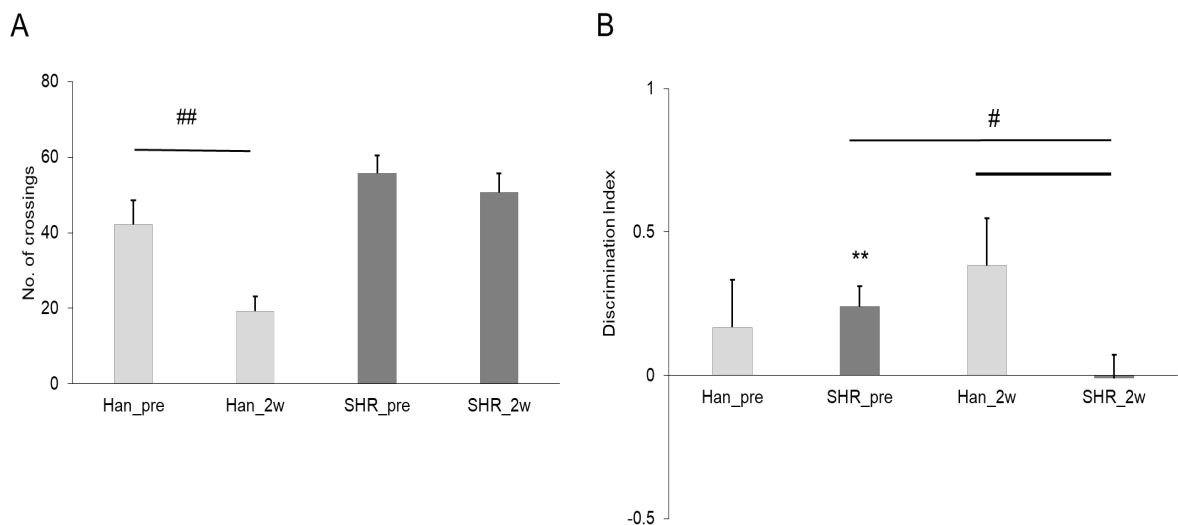 A
No. of crossings
80
60
40
20
0
##
Han_pre
Han_2w
SHR_pre
SHR_2w
B
Discrimination Index
1
0.5
0
-0.5
#
**
Han_pre
SHR_pre
Han_2w
SHR_2w